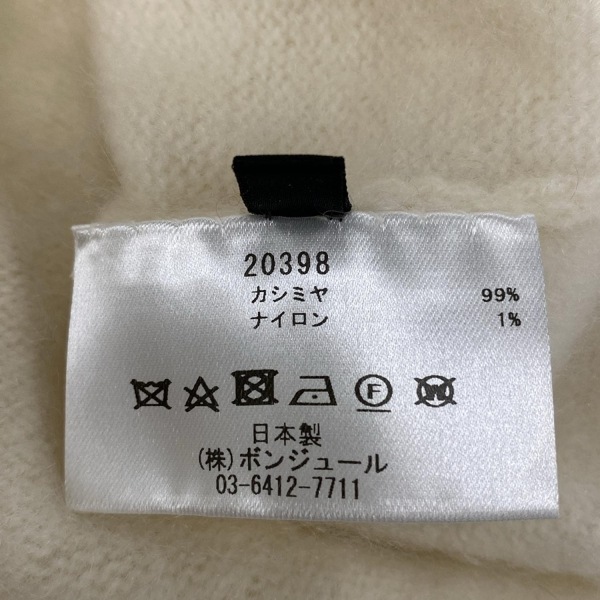 20398
カシミヤ 99%
ナイロン 1%
F W
日本製
(株)ボンジュール
03-6412-7711